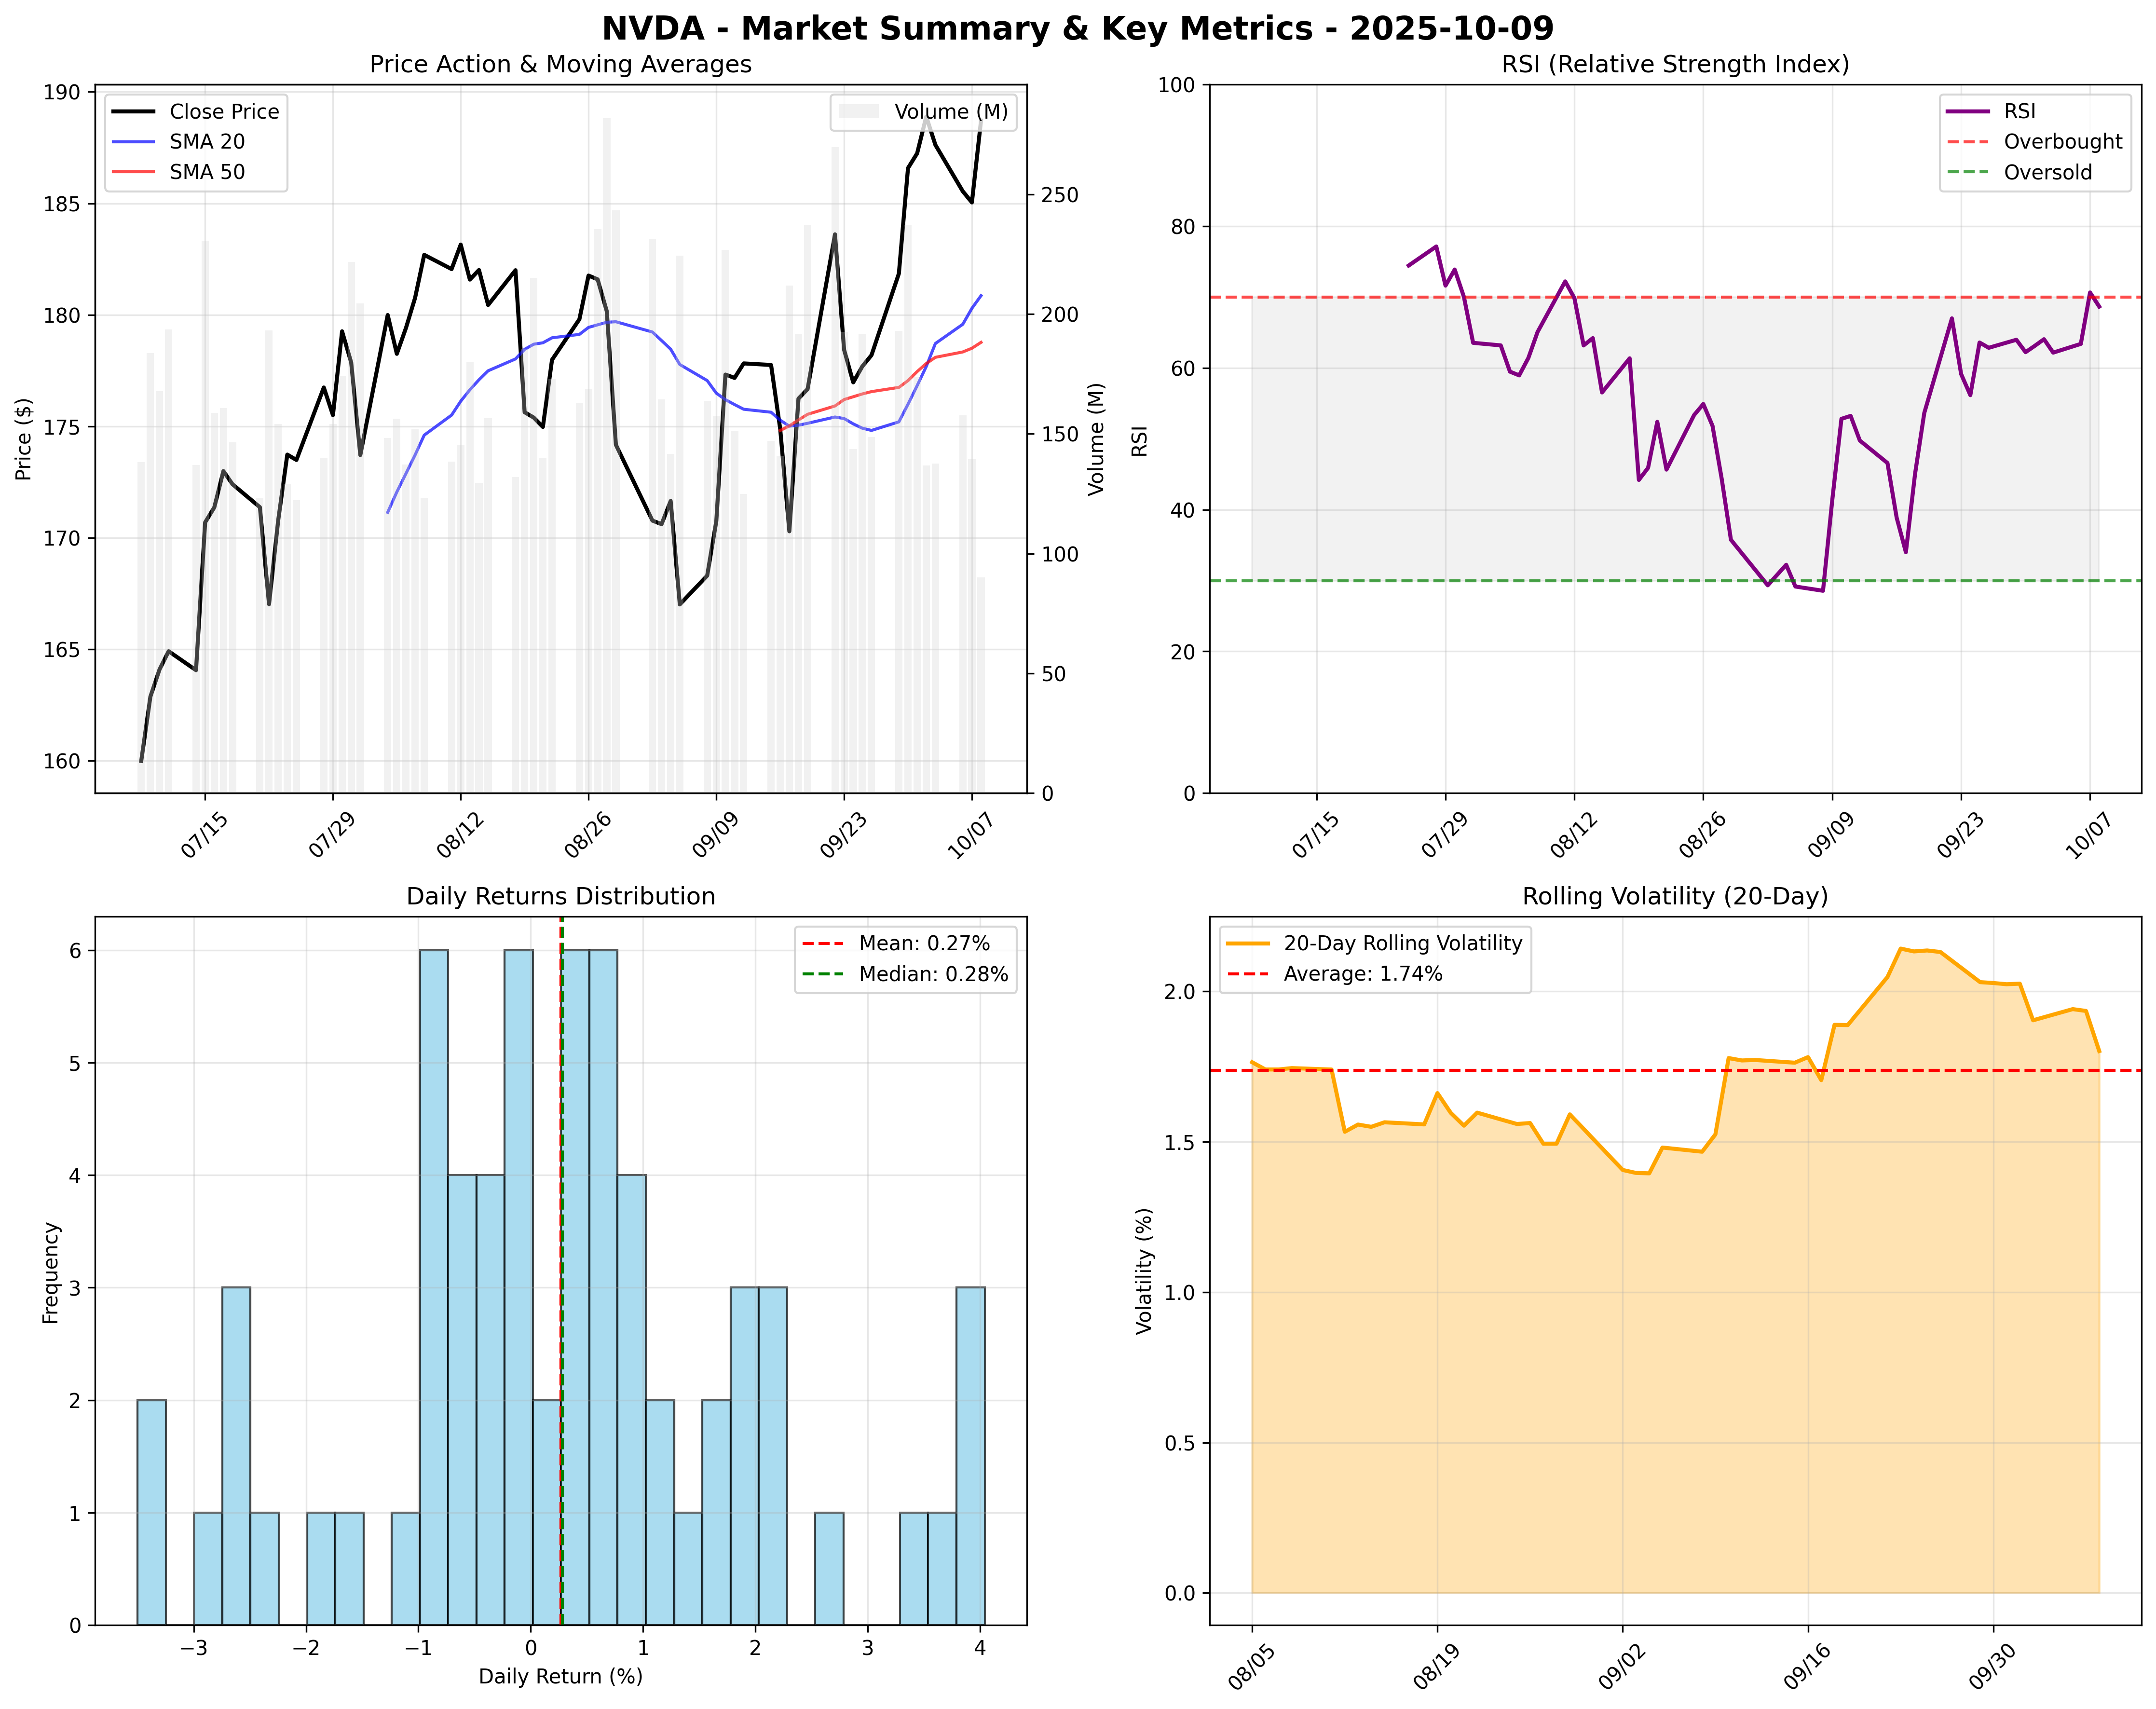 NVDA - Market Summary & Key Metrics - 2025-10-09
Price Action & Moving Averages
Close Price
SMA 20
SMA 50
Volume (M)
190
185
180
175
170
165
160
Price ($)
250
200
150
100
50
0
Volume (M)
07/15
07/29
08/12
08/26
09/09
09/23
10/07
RSI (Relative Strength Index)
RSI
Overbought
Oversold
100
80
60
40
20
0
RSI
07/15
07/29
08/12
08/26
09/09
09/23
10/07
Daily Returns Distribution
Mean: 0.27%
Median: 0.28%
6
5
4
3
2
1
0
Frequency
−3
−2
−1
0
1
2
3
4
Daily Return (%)
Rolling Volatility (20-Day)
20-Day Rolling Volatility
Average: 1.74%
2.0
1.5
1.0
0.5
0.0
Volatility (%)
08/05
08/19
09/02
09/16
09/30